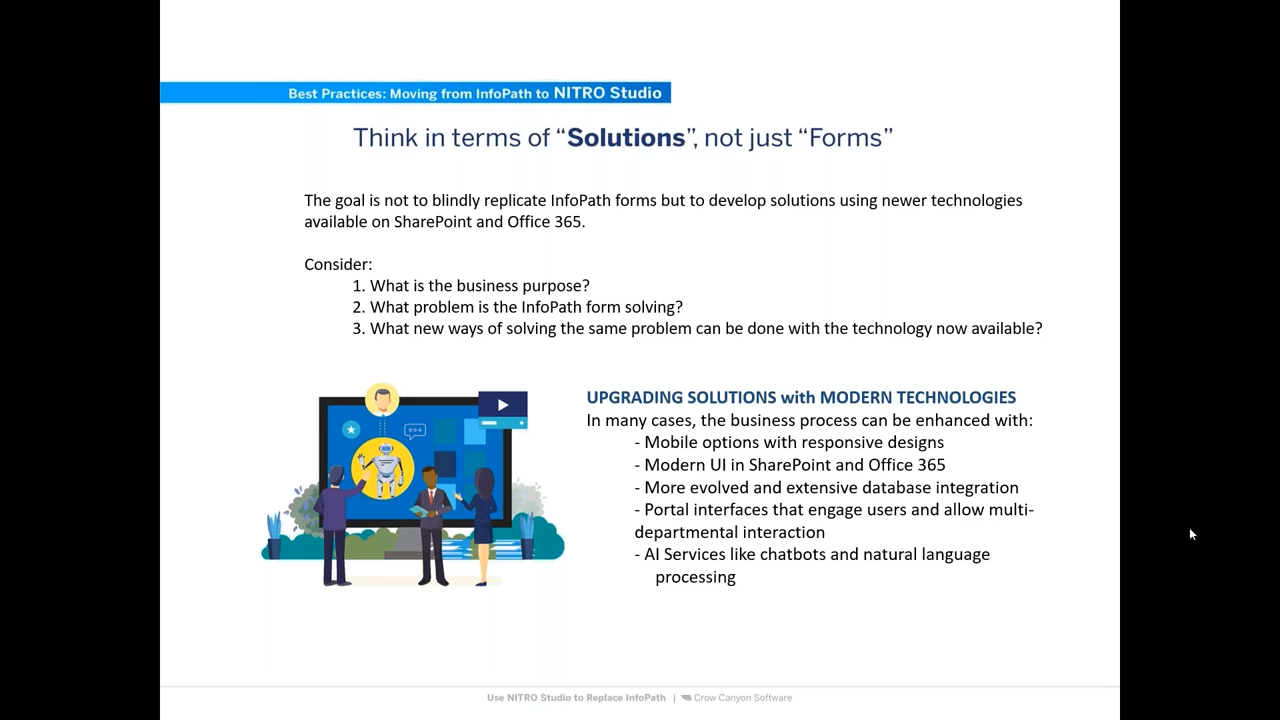 Best Practices: Moving from InfoPath to NITRO Studio
Think in terms of “Solutions”, not just “Forms”
The goal is not to blindly replicate InfoPath forms but to develop solutions using newer technologies
available on SharePoint and Office 365.
Consider:
1. What is the business purpose?
2. What problem is the InfoPath form solving?
3. What new ways of solving the same problem can be done with the technology now available?
UPGRADING SOLUTIONS with MODERN TECHNOLOGIES
In many cases, the business process can be enhanced with:
- Mobile options with responsive designs
- Modern UI in SharePoint and Office 365
- More evolved and extensive database integration
- Portal interfaces that engage users and allow multi-
departmental interaction
- AI Services like chatbots and natural language
processing
Use NITRO Studio to Replace InfoPath | Crow Canyon Software